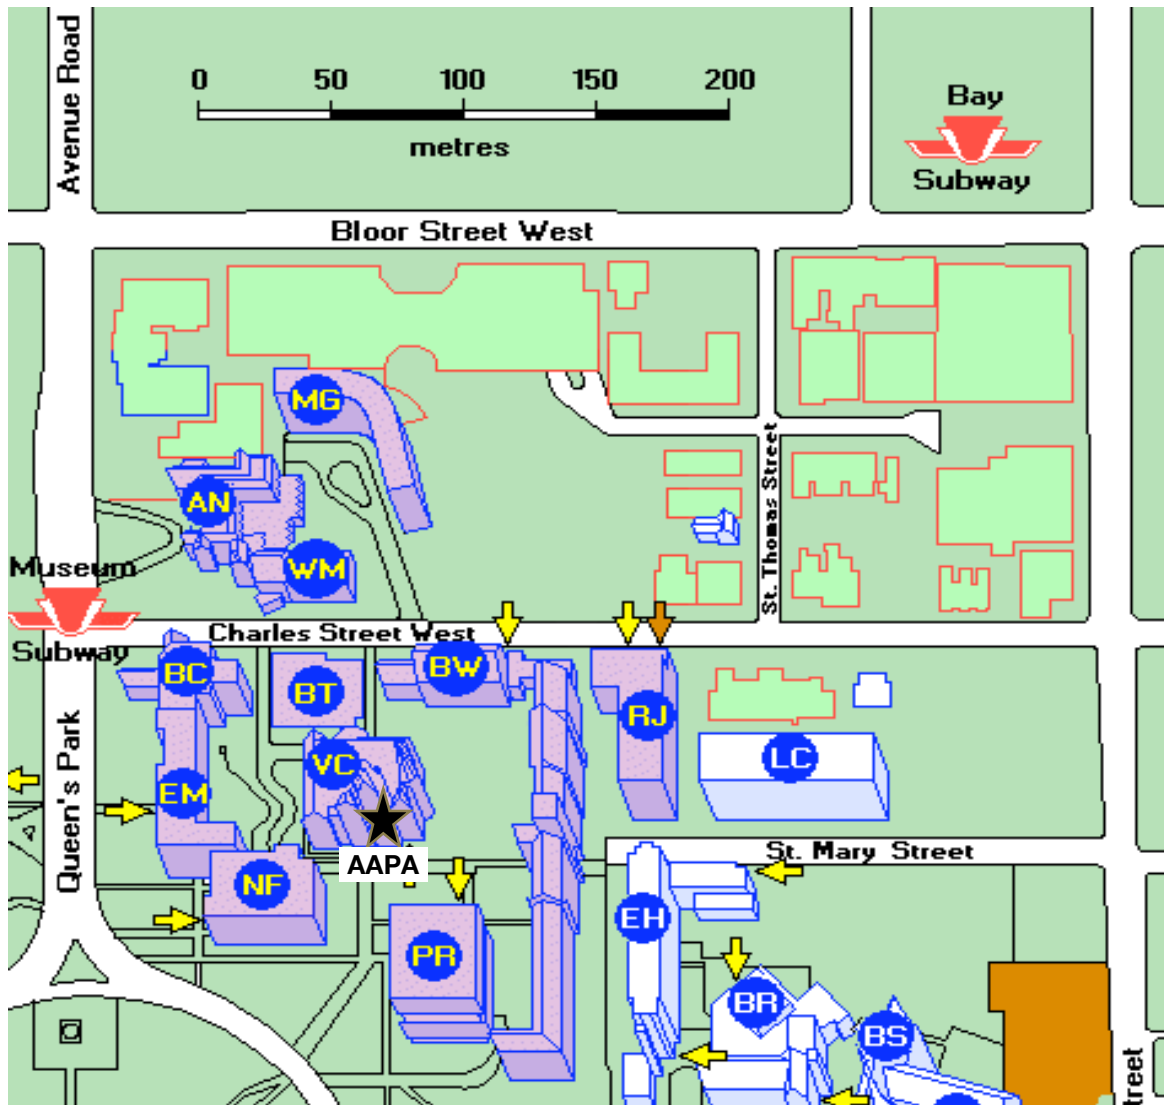 Avenue Road
0 50 100 150 200
metres
Bay
Subway
Bloor Street West
MG
St. Thomas Street
AN
WM
Museum
Subway
Charles Street West
BC
BT
BW
RJ
VC
LC
EM
Queen's Park
AAPA
St. Mary Street
NF
EH
PR
BR
BS
treet